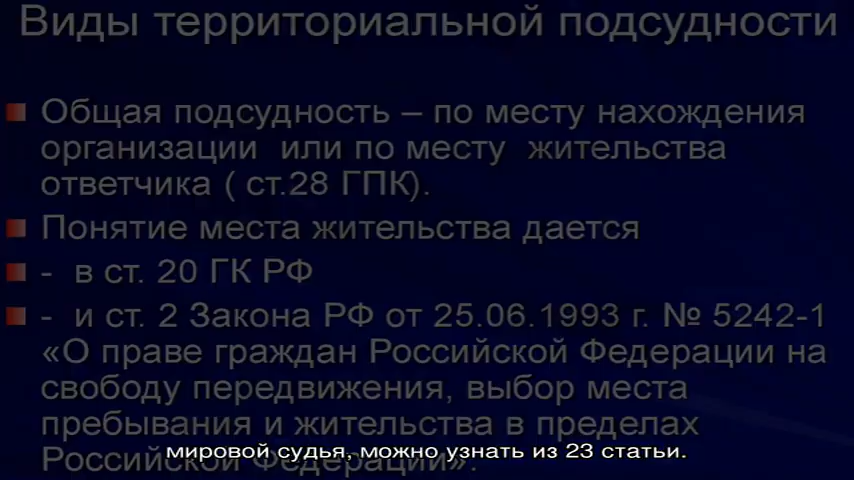 Виды территориальной подсудности
Общая подсудность – по месту нахождения
организации или по месту жительства
ответчика ( ст.28 ГПК).
Понятие места жительства дается
- в ст. 20 ГК РФ
- и ст. 2 Закона РФ от 25.06.1993 г. № 5242-1
«О праве граждан Российской Федерации на
свободу передвижения, выбор места
пребывания и жительства в пределах
Российской Федерации».
мировой судья, можно узнать из 23 статьи.